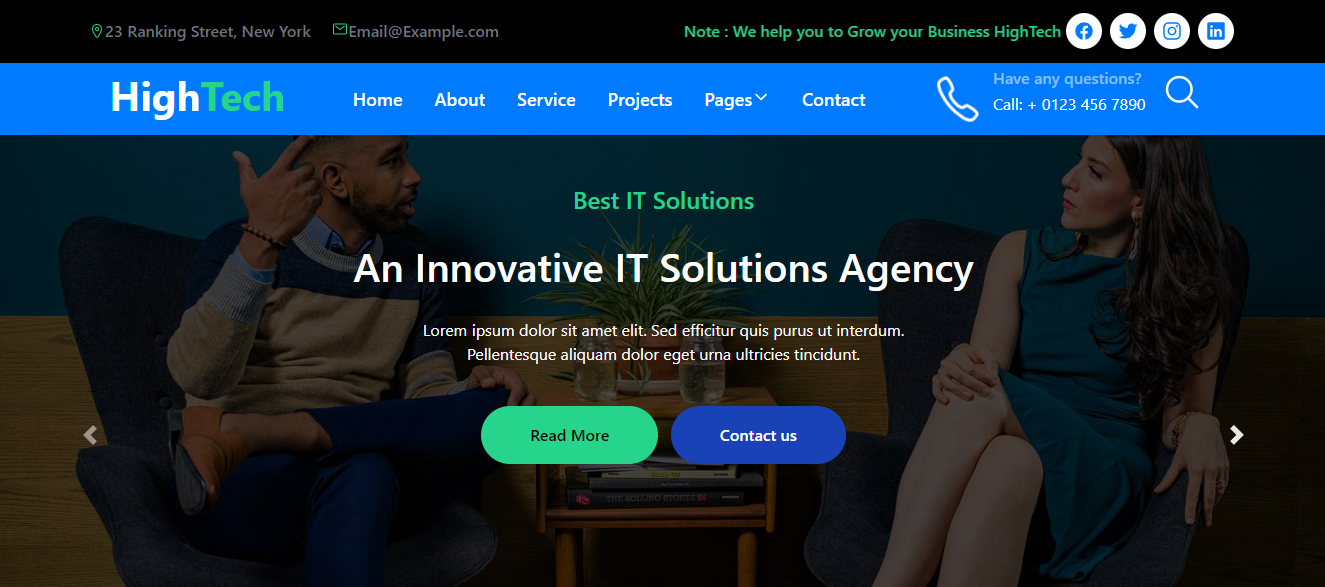 23 Ranking Street, New York Email@Example.com Note : We help you to Grow your Business HighTech
HighTech Home About Service Projects Pages Contact
Have any questions?
Call: + 0123 456 7890
Best IT Solutions
An Innovative IT Solutions Agency
Lorem ipsum dolor sit amet elit. Sed efficitur quis purus ut interdum.
Pellentesque aliquam dolor eget urna ultricies tincidunt.
Read More Contact us
THE ROLLING STONES